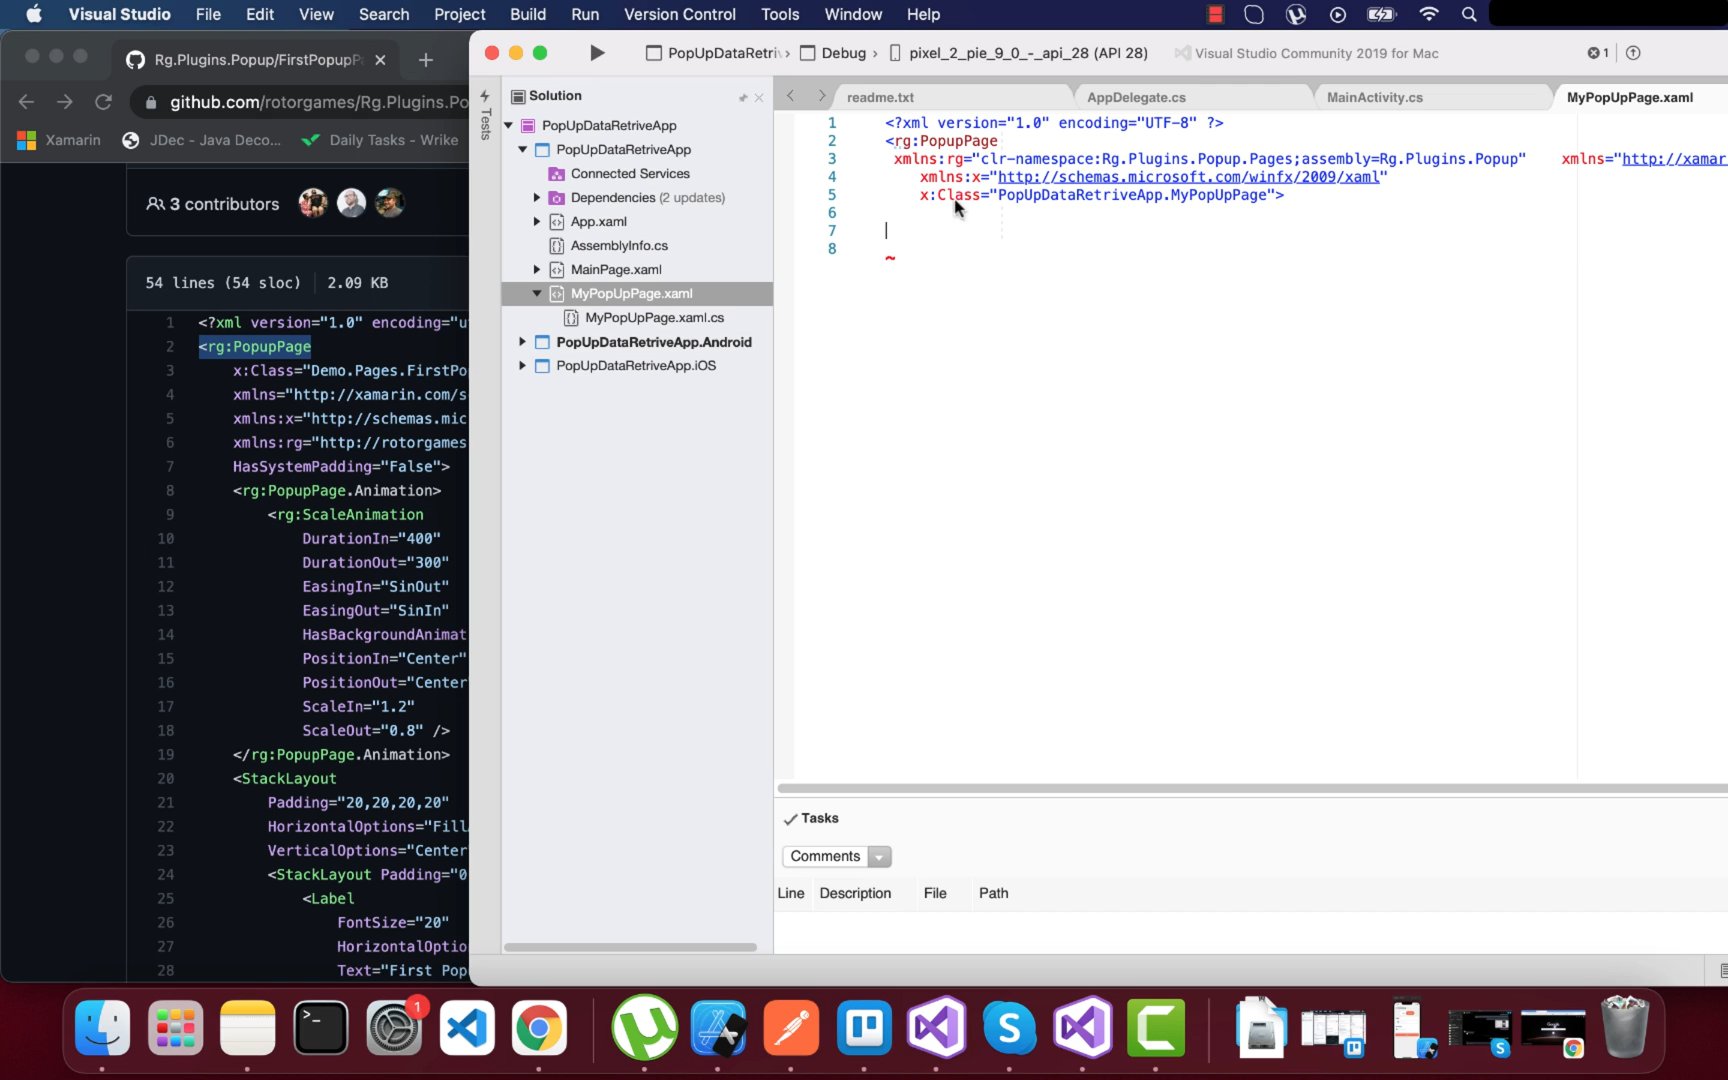 Visual Studio File Edit View Search Project Build Run Version Control Tools Window Help
Rg.Plugins.Popup/FirstPopupP
github.com/rotorgames/Rg.Plugins.Po
Xamarin JDec - Java Deco... Daily Tasks - Wrike
3 contributors
54 lines (54 sloc) 2.09 KB
1 <?xml version="1.0" encoding="u
2 <rg:PopupPage
3 x:Class="Demo.Pages.FirstPo
4 xmlns="http://xamarin.com/s
5 xmlns:x="http://schemas.mic
6 xmlns:rg="http://rotorgames
7 HasSystemPadding="False">
8 <rg:PopupPage.Animation>
9 <rg:ScaleAnimation
10 DurationIn="400"
11 DurationOut="300"
12 EasingIn="SinOut"
13 EasingOut="SinIn"
14 HasBackgroundAnimat
15 PositionIn="Center"
16 PositionOut="Center
17 ScaleIn="1.2"
18 ScaleOut="0.8" />
19 </rg:PopupPage.Animation>
20 <StackLayout
21 Padding="20,20,20,20"
22 HorizontalOptions="Fill
23 VerticalOptions="Center
24 <StackLayout Padding="0
25 <Label
26 FontSize="20"
27 HorizontalOptio
28 Text="First Pop
PopUpDataRetriv › Debug › pixel_2_pie_9_0_-_api_28 (API 28) Visual Studio Community 2019 for Mac 1
Tests
Solution
PopUpDataRetriveApp
PopUpDataRetriveApp
Connected Services
Dependencies (2 updates)
App.xaml
AssemblyInfo.cs
MainPage.xaml
MyPopUpPage.xaml
MyPopUpPage.xaml.cs
PopUpDataRetriveApp.Android
PopUpDataRetriveApp.iOS
readme.txt AppDelegate.cs MainActivity.cs MyPopUpPage.xaml
1 <?xml version="1.0" encoding="UTF-8" ?>
2 <rg:PopupPage
3 xmlns:rg="clr-namespace:Rg.Plugins.Popup.Pages;assembly=Rg.Plugins.Popup" xmlns="http://xamar
4 xmlns:x="http://schemas.microsoft.com/winfx/2009/xaml"
5 x:Class="PopUpDataRetriveApp.MyPopUpPage">
6
7
8
Tasks
Comments
Line Description File Path
1